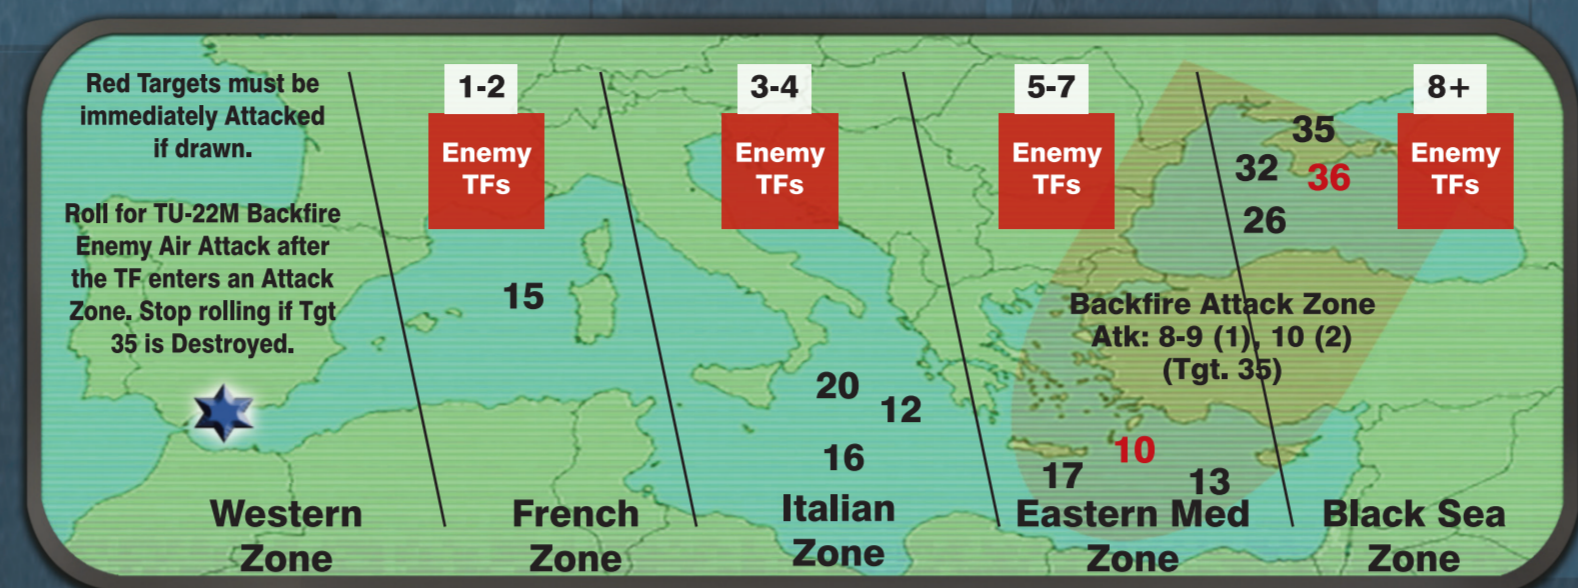 Red Targets must be
immediately Attacked
if drawn.
Roll for TU-22M Backfire
Enemy Air Attack after
the TF enters an Attack
Zone. Stop rolling if Tgt
35 is Destroyed.
Western
Zone
1-2
Enemy
TFs
15
French
Zone
3-4
Enemy
TFs
20
12
16
Italian
Zone
5-7
Enemy
TFs
Backfire Attack Zone
Atk: 8-9 (1), 10 (2)
(Tgt. 35)
10
17
13
Eastern Med
Zone
8+
Enemy
TFs
35
32
36
26
Black Sea
Zone